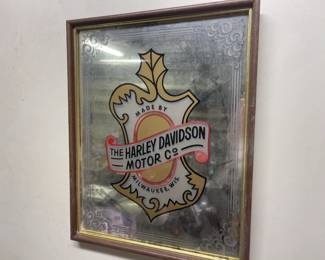 MADE BY
THE HARLEY DAVIDSON
MOTOR CO
MILWAUKEE, WIS.